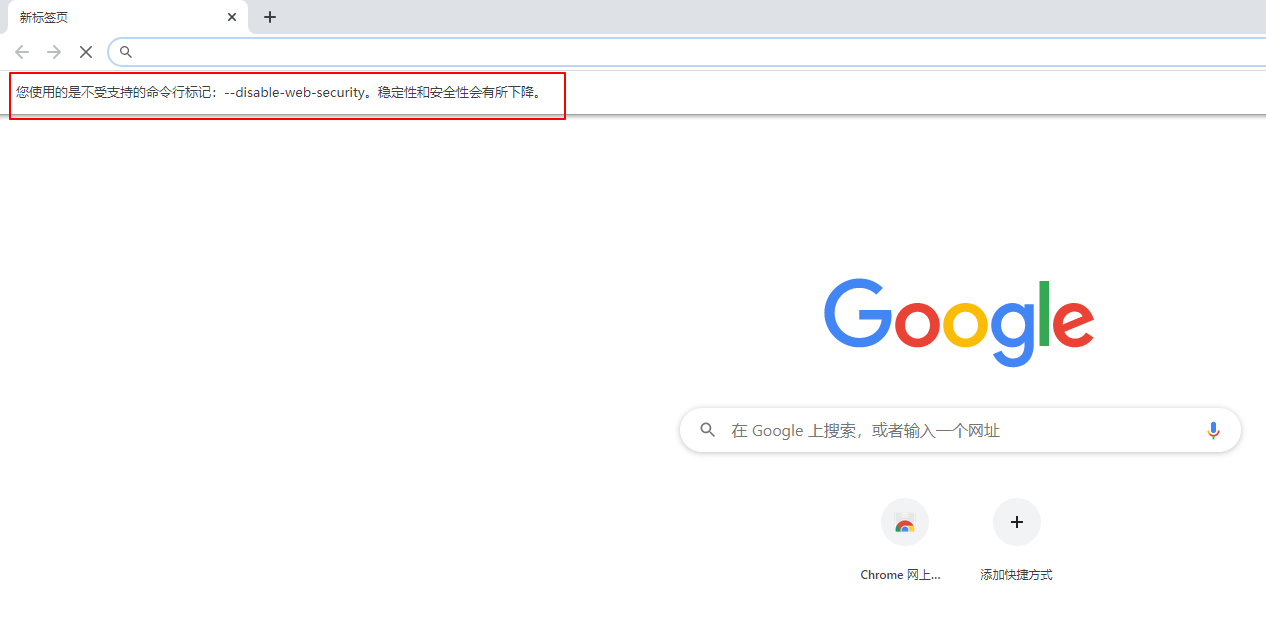 新标签页
您使用的是不受支持的命令行标记：--disable-web-security。稳定性和安全性会有所下降。
Google
在 Google 上搜索，或者输入一个网址
Chrome 网上...
添加快捷方式